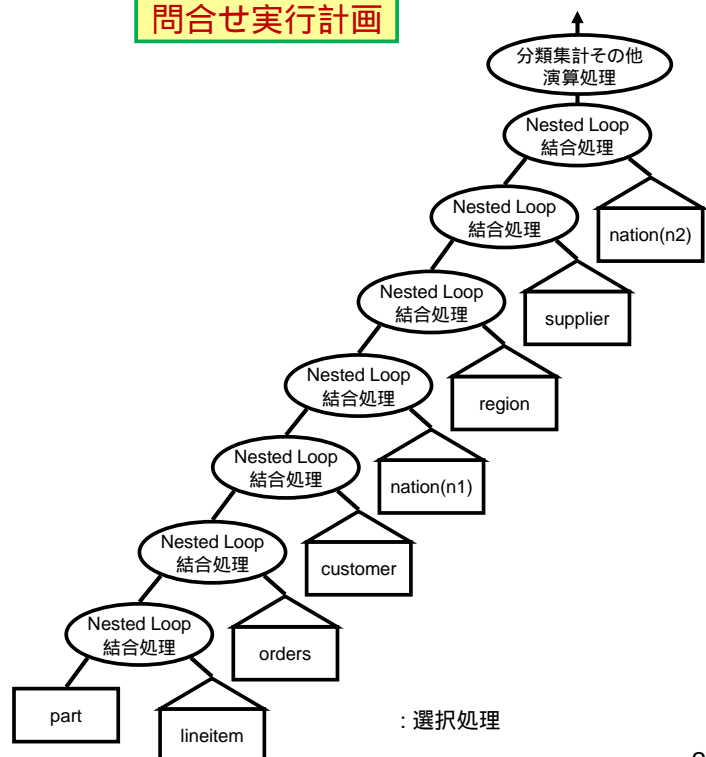 問合せ実行計画
分類集計その他
演算処理
Nested Loop
結合処理
nation(n2)
Nested Loop
結合処理
supplier
Nested Loop
結合処理
region
Nested Loop
結合処理
nation(n1)
Nested Loop
結合処理
customer
Nested Loop
結合処理
orders
Nested Loop
結合処理
part
lineitem
: 選択処理